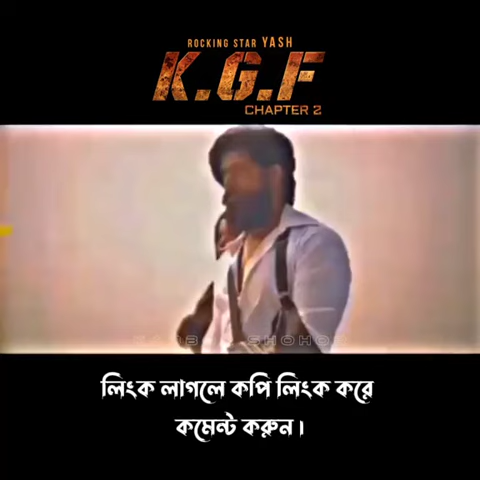 ROCKING STAR YASH
K.G.F
CHAPTER 2
লিংক লাগলে কপি লিংক করে
কমেন্ট করুন।